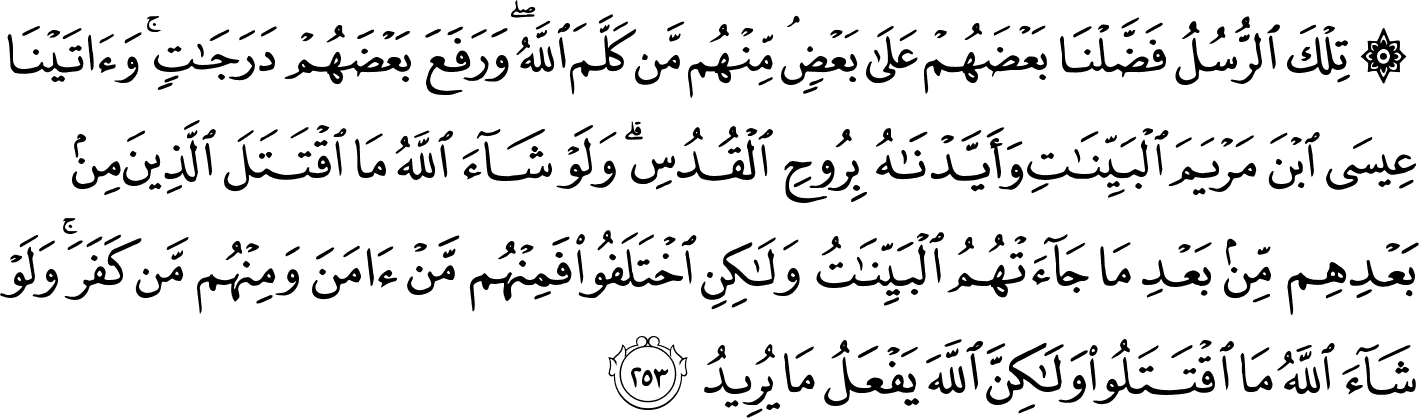 ۞ تِلْكَ ٱلرُّسُلُ فَضَّلْنَا بَعْضَهُمْ عَلَىٰ بَعْضٍۢ مِّنْهُم مَّن كَلَّمَ ٱللَّهُ ۖ وَرَفَعَ بَعْضَهُمْ دَرَجَـٰتٍۢ ۚ وَءَاتَيْنَا
عِيسَى ٱبْنَ مَرْيَمَ ٱلْبَيِّنَـٰتِ وَأَيَّدْنَـٰهُ بِرُوحِ ٱلْقُدُسِ ۗ وَلَوْ شَآءَ ٱللَّهُ مَا ٱقْتَتَلَ ٱلَّذِينَ مِنۢ
بَعْدِهِم مِّنۢ بَعْدِ مَا جَآءَتْهُمُ ٱلْبَيِّنَـٰتُ وَلَـٰكِنِ ٱخْتَلَفُوا۟ فَمِنْهُم مَّنْ ءَامَنَ وَمِنْهُم مَّن كَفَرَ ۚ وَلَوْ
شَآءَ ٱللَّهُ مَا ٱقْتَتَلُوا۟ وَلَـٰكِنَّ ٱللَّهَ يَفْعَلُ مَا يُرِيدُ ٢٥٣